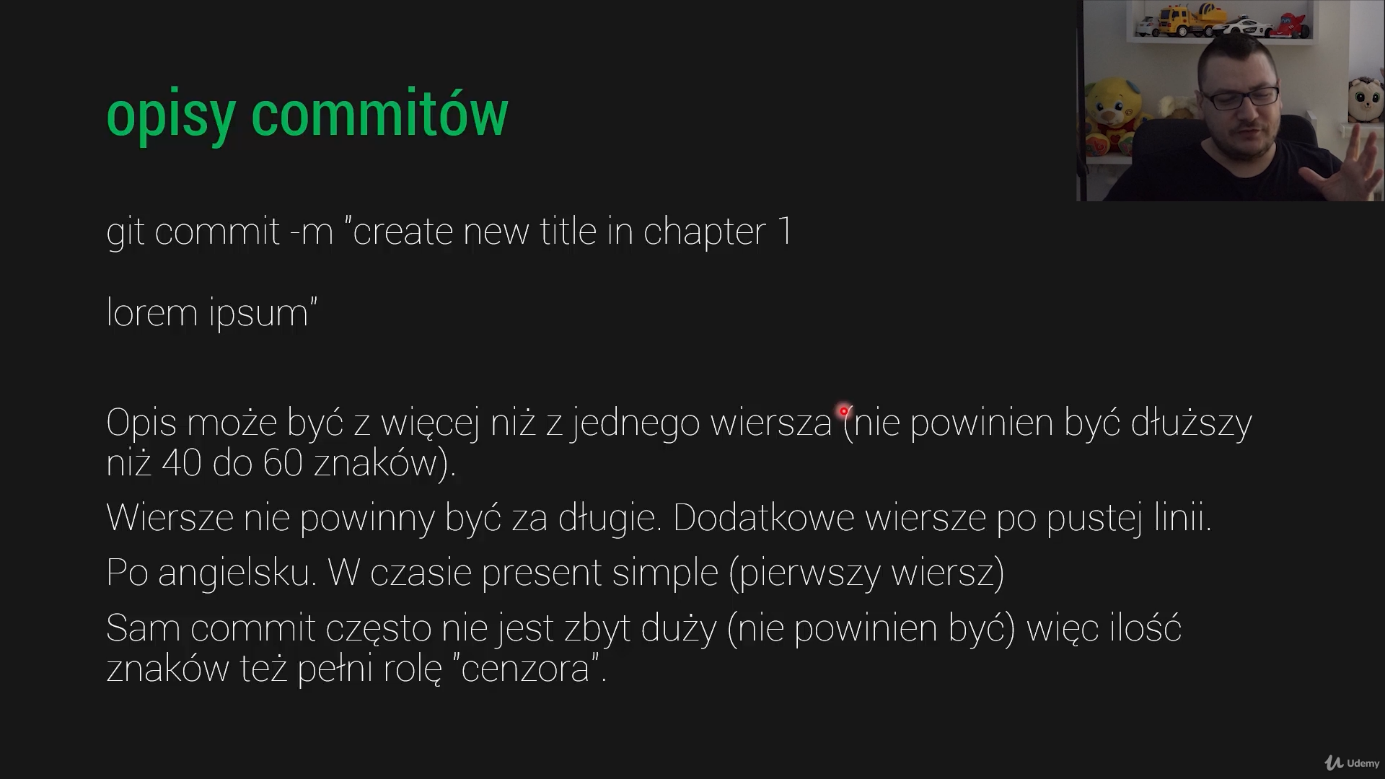 opisy commitów
git commit -m "create new title in chapter 1
lorem ipsum"
Opis może być z więcej niż z jednego wiersza (nie powinien być dłuższy
niż 40 do 60 znaków).
Wiersze nie powinny być za długie. Dodatkowe wiersze po pustej linii.
Po angielsku. W czasie present simple (pierwszy wiersz)
Sam commit często nie jest zbyt duży (nie powinien być) więc ilość
znaków też pełni rolę "cenzora".
Udemy